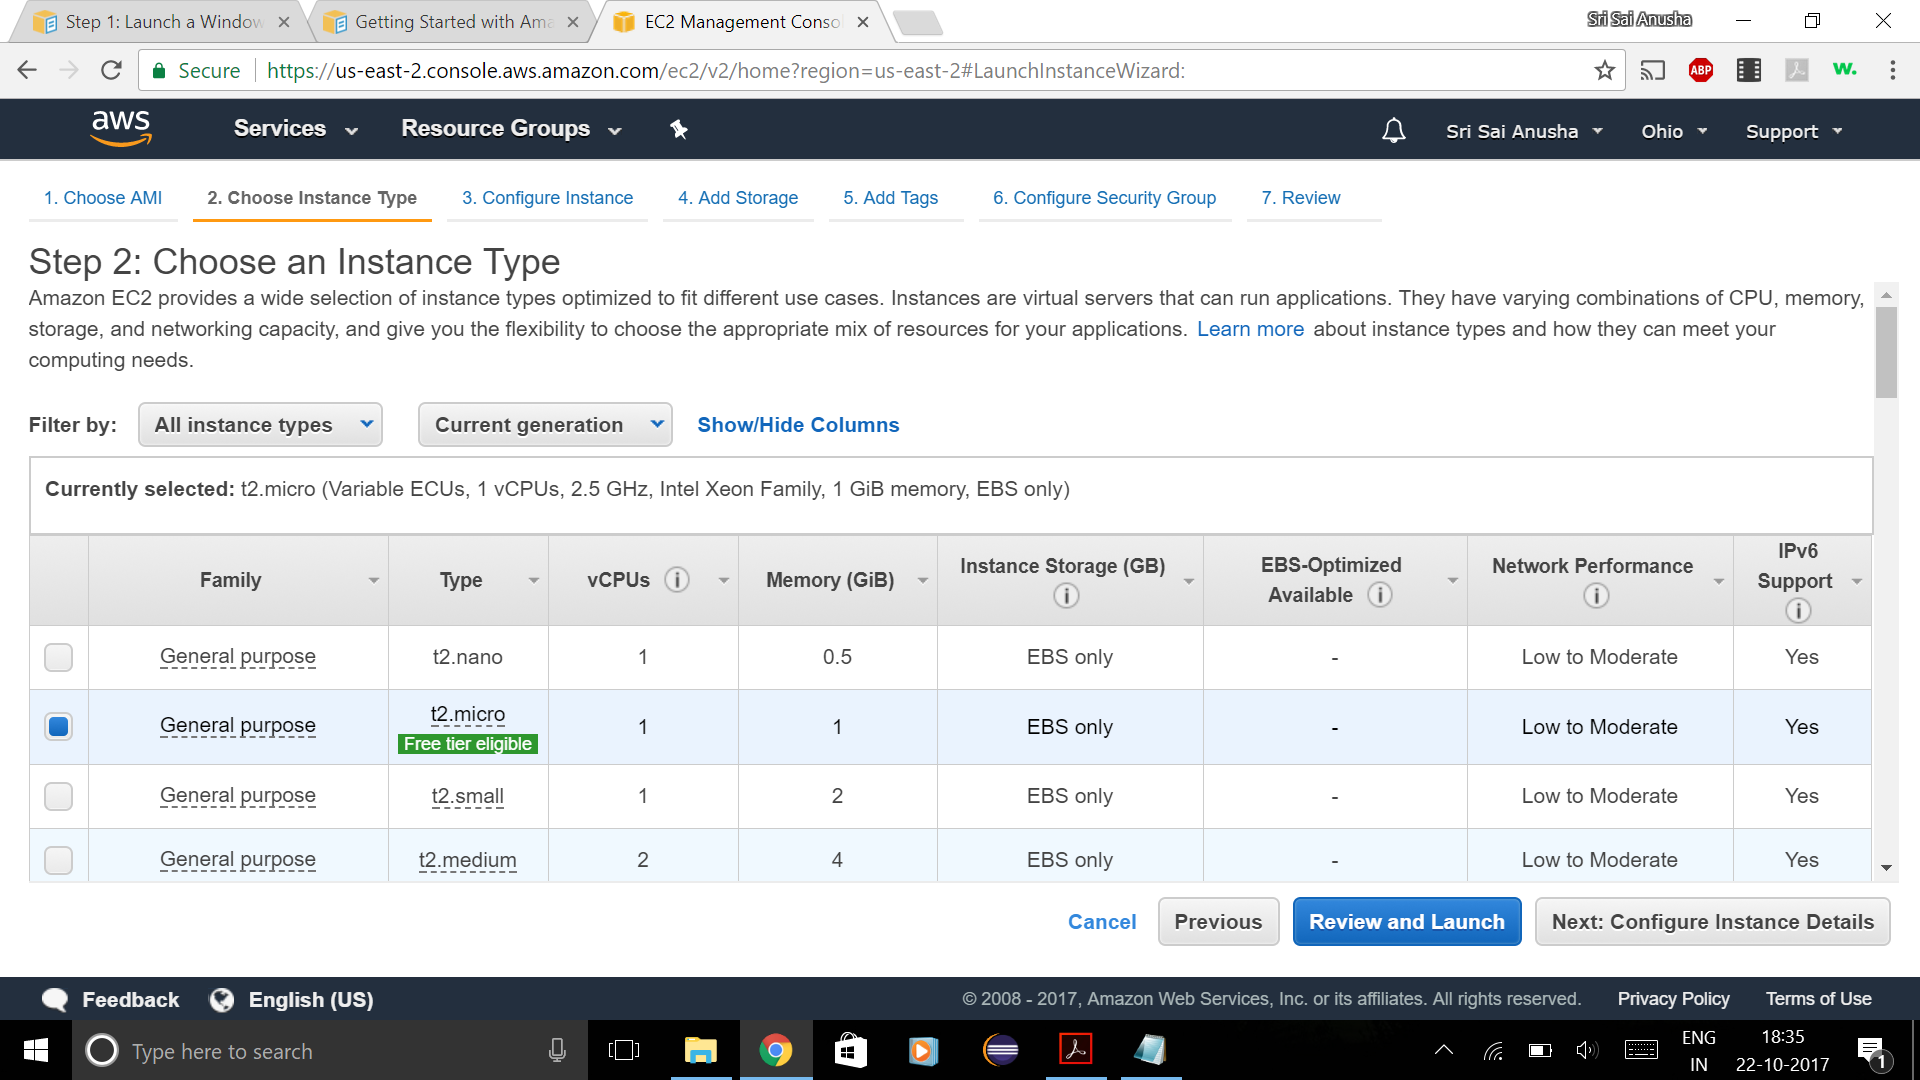 Step 1: Launch a Window
Getting Started with Ama
EC2 Management Conso
Sri Sai Anusha
Secure
https://us-east-2.console.aws.amazon.com/ec2/v2/home?region=us-east-2#LaunchInstanceWizard:
ABP
w.
aws
Services
Resource Groups
Sri Sai Anusha
Ohio
Support
1. Choose AMI
2. Choose Instance Type
3. Configure Instance
4. Add Storage
5. Add Tags
6. Configure Security Group
7. Review
Step 2: Choose an Instance Type
Amazon EC2 provides a wide selection of instance types optimized to fit different use cases. Instances are virtual servers that can run applications. They have varying combinations of CPU, memory,
storage, and networking capacity, and give you the flexibility to choose the appropriate mix of resources for your applications. Learn more about instance types and how they can meet your
computing needs.
Filter by: All instance types Current generation Show/Hide Columns
Currently selected: t2.micro (Variable ECUs, 1 vCPUs, 2.5 GHz, Intel Xeon Family, 1 GiB memory, EBS only)
Family
Type
vCPUs i
Memory (GiB)
Instance Storage (GB)
i
EBS-Optimized
Available i
Network Performance
i
IPv6
Support
i
General purpose t2.nano 1 0.5 EBS only - Low to Moderate Yes
General purpose t2.micro 1 1 EBS only - Low to Moderate Yes
Free tier eligible
General purpose t2.small 1 2 EBS only - Low to Moderate Yes
General purpose t2.medium 2 4 EBS only - Low to Moderate Yes
Cancel
Previous
Review and Launch
Next: Configure Instance Details
Feedback
English (US)
© 2008 - 2017, Amazon Web Services, Inc. or its affiliates. All rights reserved.
Privacy Policy
Terms of Use
Type here to search
ENG
IN
18:35
22-10-2017
1